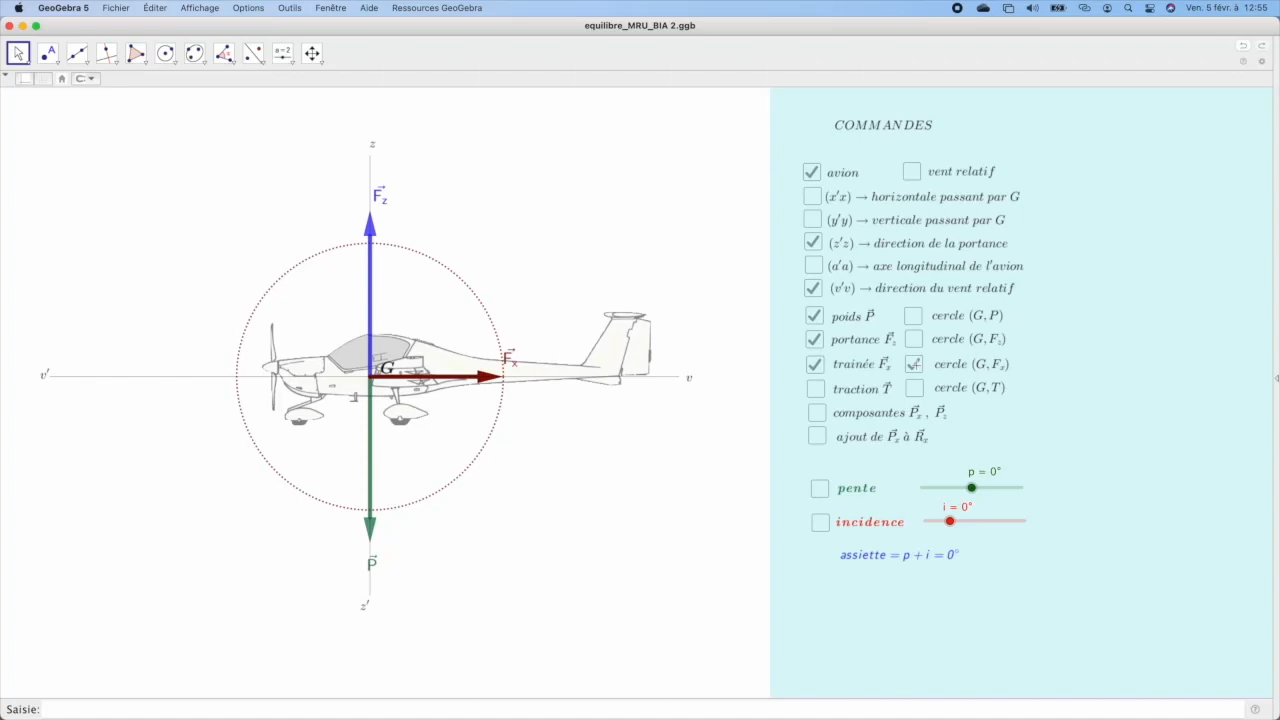 GeoGebra 5 Fichier Éditer Affichage Options Outils Fenêtre Aide Ressources GeoGebra Ven. 5 févr. à 12:55
equilibre_MRU_BIA 2.ggb
A a=2
COMMANDES
avion vent relatif
(x'x) → horizontale passant par G
(y'y) → verticale passant par G
(z'z) → direction de la portance
(a'a) → axe longitudinal de l'avion
(v'v) → direction du vent relatif
poids P⃗ cercle (G, P)
portance F⃗z cercle (G, Fz)
trainée F⃗x cercle (G, Fx)
traction T⃗ cercle (G, T)
composantes P⃗x , P⃗z
ajout de P⃗x à R⃗x
p = 0°
pente
i = 0°
incidence
assiette = p + i = 0°
z
F⃗z
F⃗x
G
v' v
P⃗
z'
Saisie: